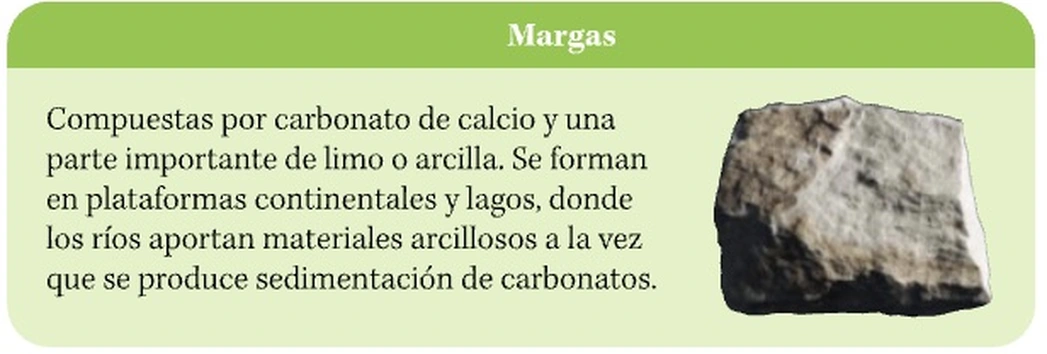 Margas
Compuestas por carbonato de calcio y una
parte importante de limo o arcilla. Se forman
en plataformas continentales y lagos, donde
los ríos aportan materiales arcillosos a la vez
que se produce sedimentación de carbonatos.